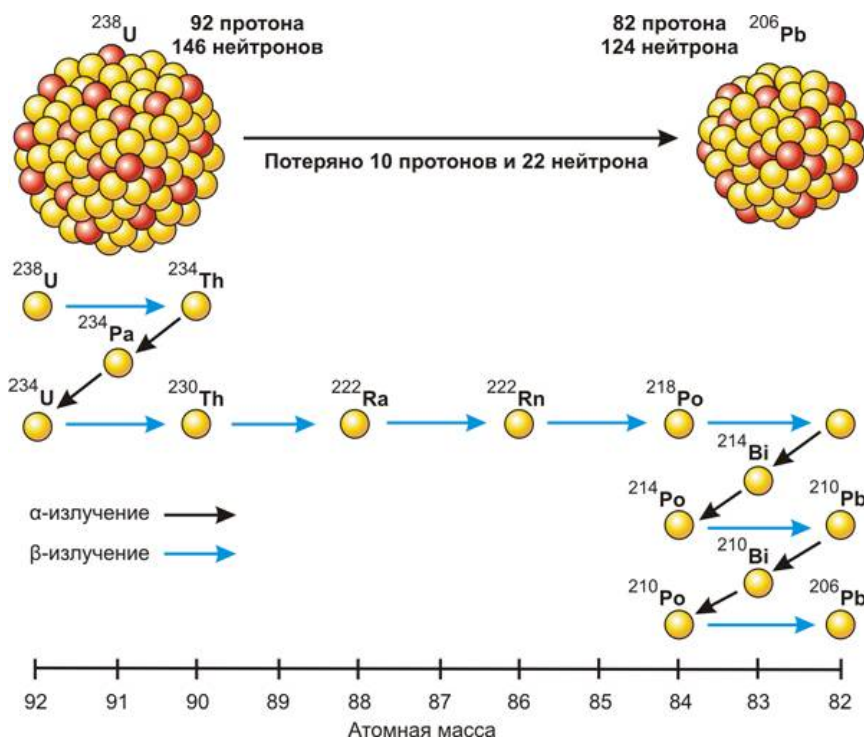 ²³⁸U
92 протона
146 нейтронов
82 протона
124 нейтрона
²⁰⁶Pb
Потеряно 10 протонов и 22 нейтрона
²³⁸U
²³⁴Th
²³⁴Pa
²³⁴U
²³⁰Th
²²²Ra
²²²Rn
²¹⁸Po
²¹⁴Bi
²¹⁴Po
²¹⁰Pb
α-излучение
β-излучение
²¹⁰Bi
²¹⁰Po
²⁰⁶Pb
92 91 90 89 88 87 86 85 84 83 82
Атомная масса